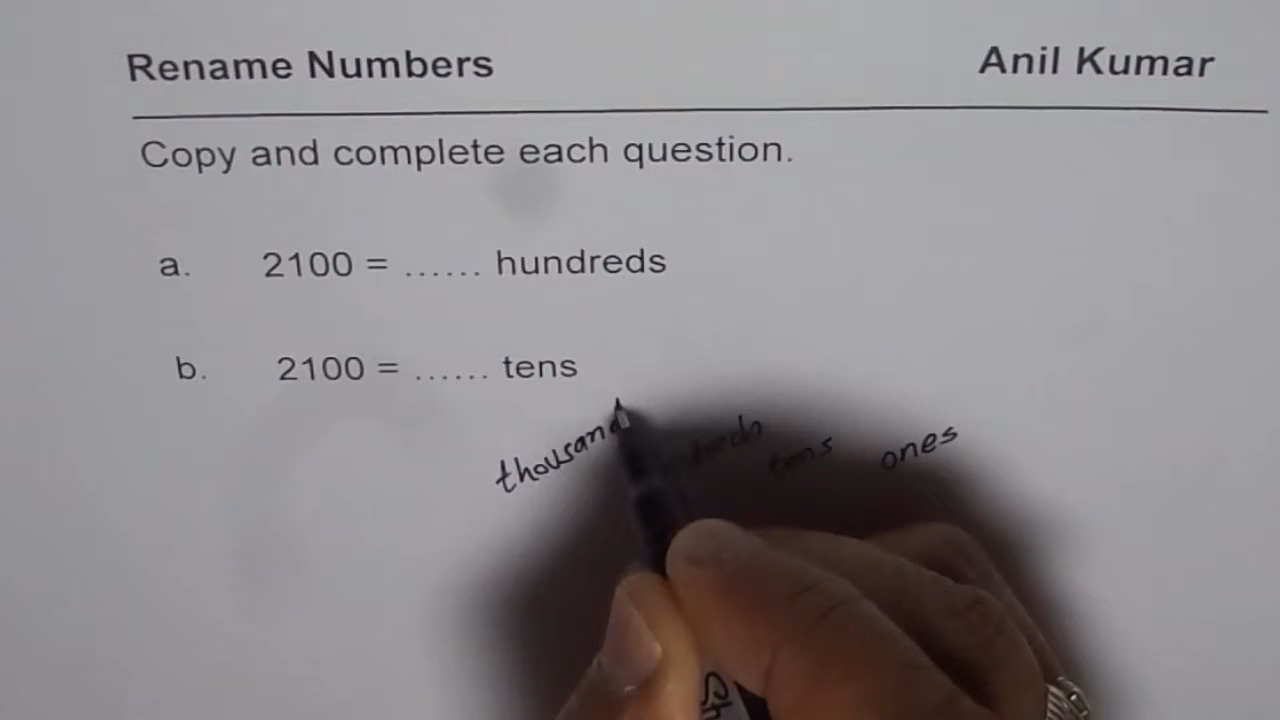 Rename Numbers Anil Kumar
Copy and complete each question.
a. 2100 = ...... hundreds
b. 2100 = ...... tens
thousand tens ones